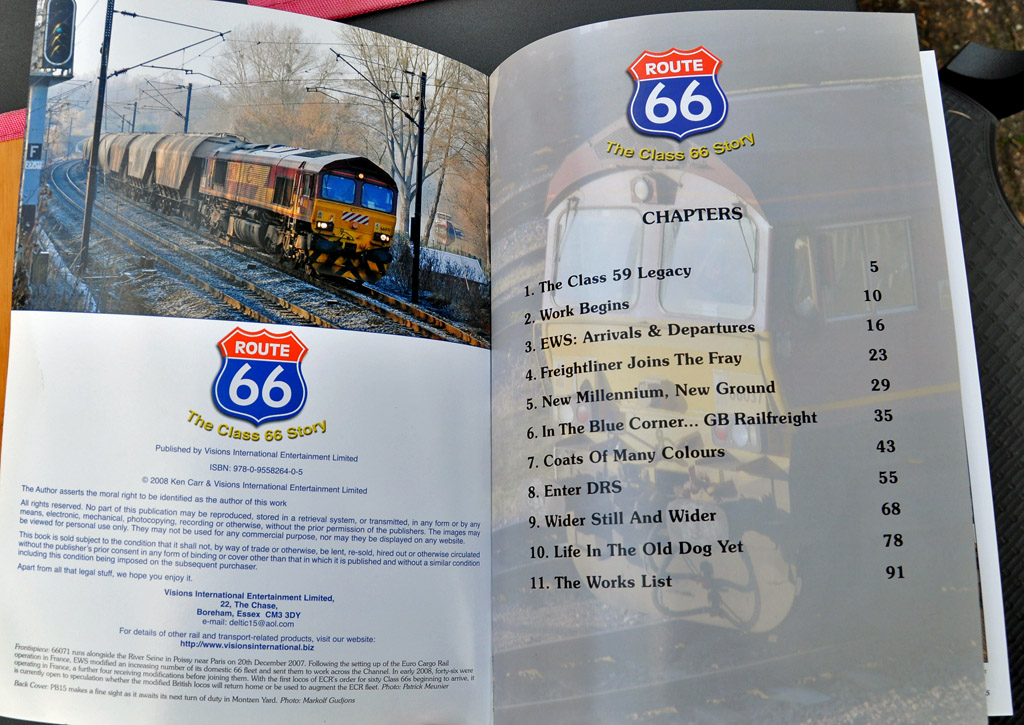 F
ROUTE
66
The Class 66 Story
Published by Visions International Entertainment Limited
ISBN: 978-0-9558264-0-5
© 2008 Ken Carr & Visions International Entertainment Limited
The Author asserts the moral right to be identified as the author of this work
All rights reserved. No part of this publication may be reproduced, stored in a retrieval system, or transmitted, in any form or by any
means, electronic, mechanical, photocopying, recording or otherwise, without the prior permission of the publishers. The images may
be viewed for personal use only. They may not be used for any commercial purpose, nor may they be displayed on any website.
This book is sold subject to the condition that it shall not, by way of trade or otherwise, be lent, re-sold, hired out or otherwise circulated
without the publisher's prior consent in any form of binding or cover other than that in which it is published and without a similar condition
including this condition being imposed on the subsequent purchaser.
Apart from all that legal stuff, we hope you enjoy it.
Visions International Entertainment Limited,
22, The Chase,
Boreham, Essex CM3 3DY
e-mail: deltic15@aol.com
For details of other rail and transport-related products, visit our website:
http://www.visionsinternational.biz
Frontispiece: 66071 runs alongside the River Seine in Poissy near Paris on 20th December 2007. Following the setting up of the Euro Cargo Rail
operation in France, EWS modified an increasing number of its domestic 66 fleet and sent them to work across the Channel. In early 2008, forty-six were
operating in France, a further four receiving modifications before joining them. With the first locos of ECR's order for sixty Class 66s beginning to arrive, it
is currently open to speculation whether the modified British locos will return home or be used to augment the ECR fleet. Photo: Patrick Meunier
Back Cover: PB15 makes a fine sight as it awaits its next turn of duty in Montzen Yard. Photo: Markolf Gudjons
ROUTE
66
The Class 66 Story
CHAPTERS
1. The Class 59 Legacy 5
2. Work Begins 10
3. EWS: Arrivals & Departures 16
4. Freightliner Joins The Fray 23
5. New Millennium, New Ground 29
6. In The Blue Corner... GB Railfreight 35
7. Coats Of Many Colours 43
8. Enter DRS 55
9. Wider Still And Wider 68
10. Life In The Old Dog Yet 78
11. The Works List 91